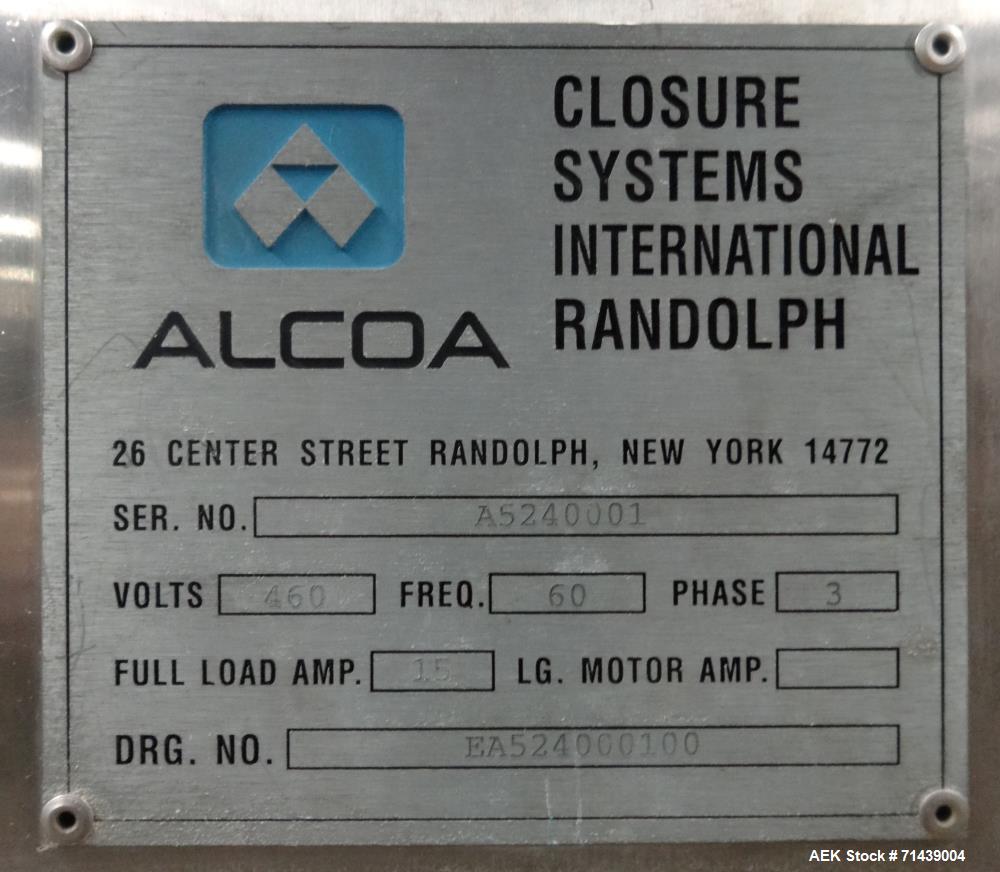 CLOSURE
SYSTEMS
INTERNATIONAL
RANDOLPH
ALCOA
26 CENTER STREET RANDOLPH, NEW YORK 14772
SER. NO. A5240001
VOLTS 460 FREQ. 60 PHASE 3
FULL LOAD AMP. 15 LG. MOTOR AMP.
DRG. NO. EA524000100
AEK Stock # 71439004